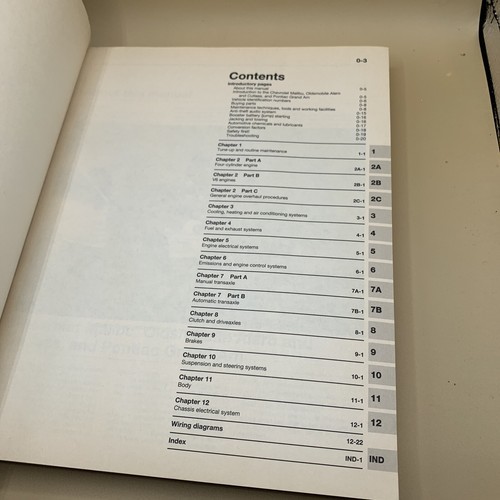 0-3
Contents
Introductory pages
About this manual 0-5
Introduction to the Chevrolet Malibu, Oldsmobile Alero
and Cutlass, and Pontiac Grand Am
Vehicle identification numbers
Buying parts
Maintenance techniques, tools and working facilities
Anti-theft audio system
Booster battery (jump) starting
Jacking and towing
Automotive chemicals and lubricants
Conversion factors
Safety first!
Troubleshooting 0-20
Chapter 1
Tune-up and routine maintenance 1-1 1
Chapter 2 Part A
Four-cylinder engine 2A-1 2A
Chapter 2 Part B
V6 engines 2B-1 2B
Chapter 2 Part C
General engine overhaul procedures 2C-1 2C
Chapter 3
Cooling, heating and air conditioning systems 3-1 3
Chapter 4
Fuel and exhaust systems 4-1 4
Chapter 5
Engine electrical systems 5-1 5
Chapter 6
Emissions and engine control systems 6-1 6
Chapter 7 Part A
Manual transaxle 7A-1 7A
Chapter 7 Part B
Automatic transaxle 7B-1 7B
Chapter 8
Clutch and driveaxles 8-1 8
Chapter 9
Brakes 9-1 9
Chapter 10
Suspension and steering systems 10-1 10
Chapter 11
Body 11-1 11
Chapter 12
Chassis electrical system 12-1 12
Wiring diagrams 12-22
Index IND-1 IND